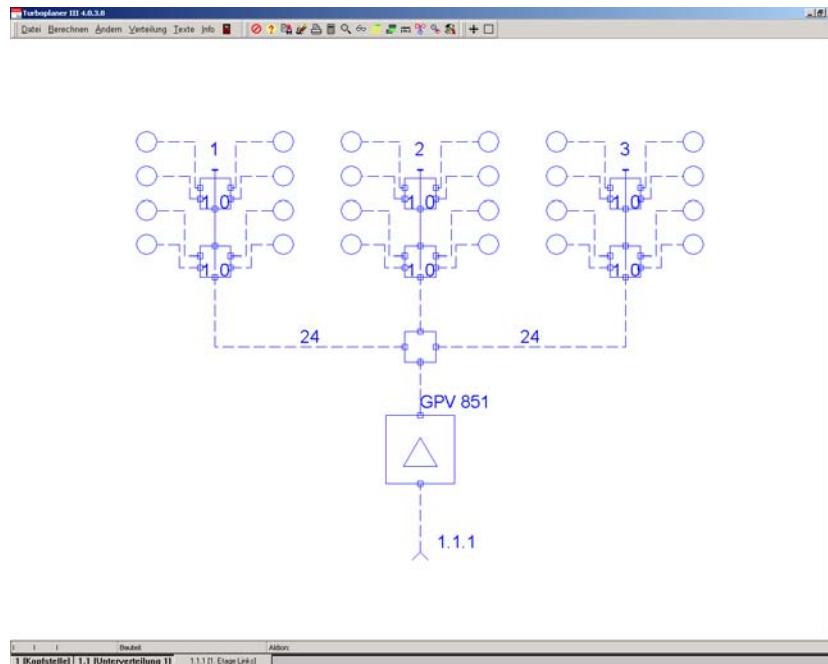 Turboplaner III 4.0.3.0
Datei Berechnen Ändern Verteilung Texte Info
1 2 3
1.0 1.0 1.0
1.0 1.0 1.0
24 24
GPV 851
1.1.1
Bauteil Aktion:
1 [Kopfstelle] 1.1 [Unterverteilung 1] 1.1.1 [1. Etage Links]